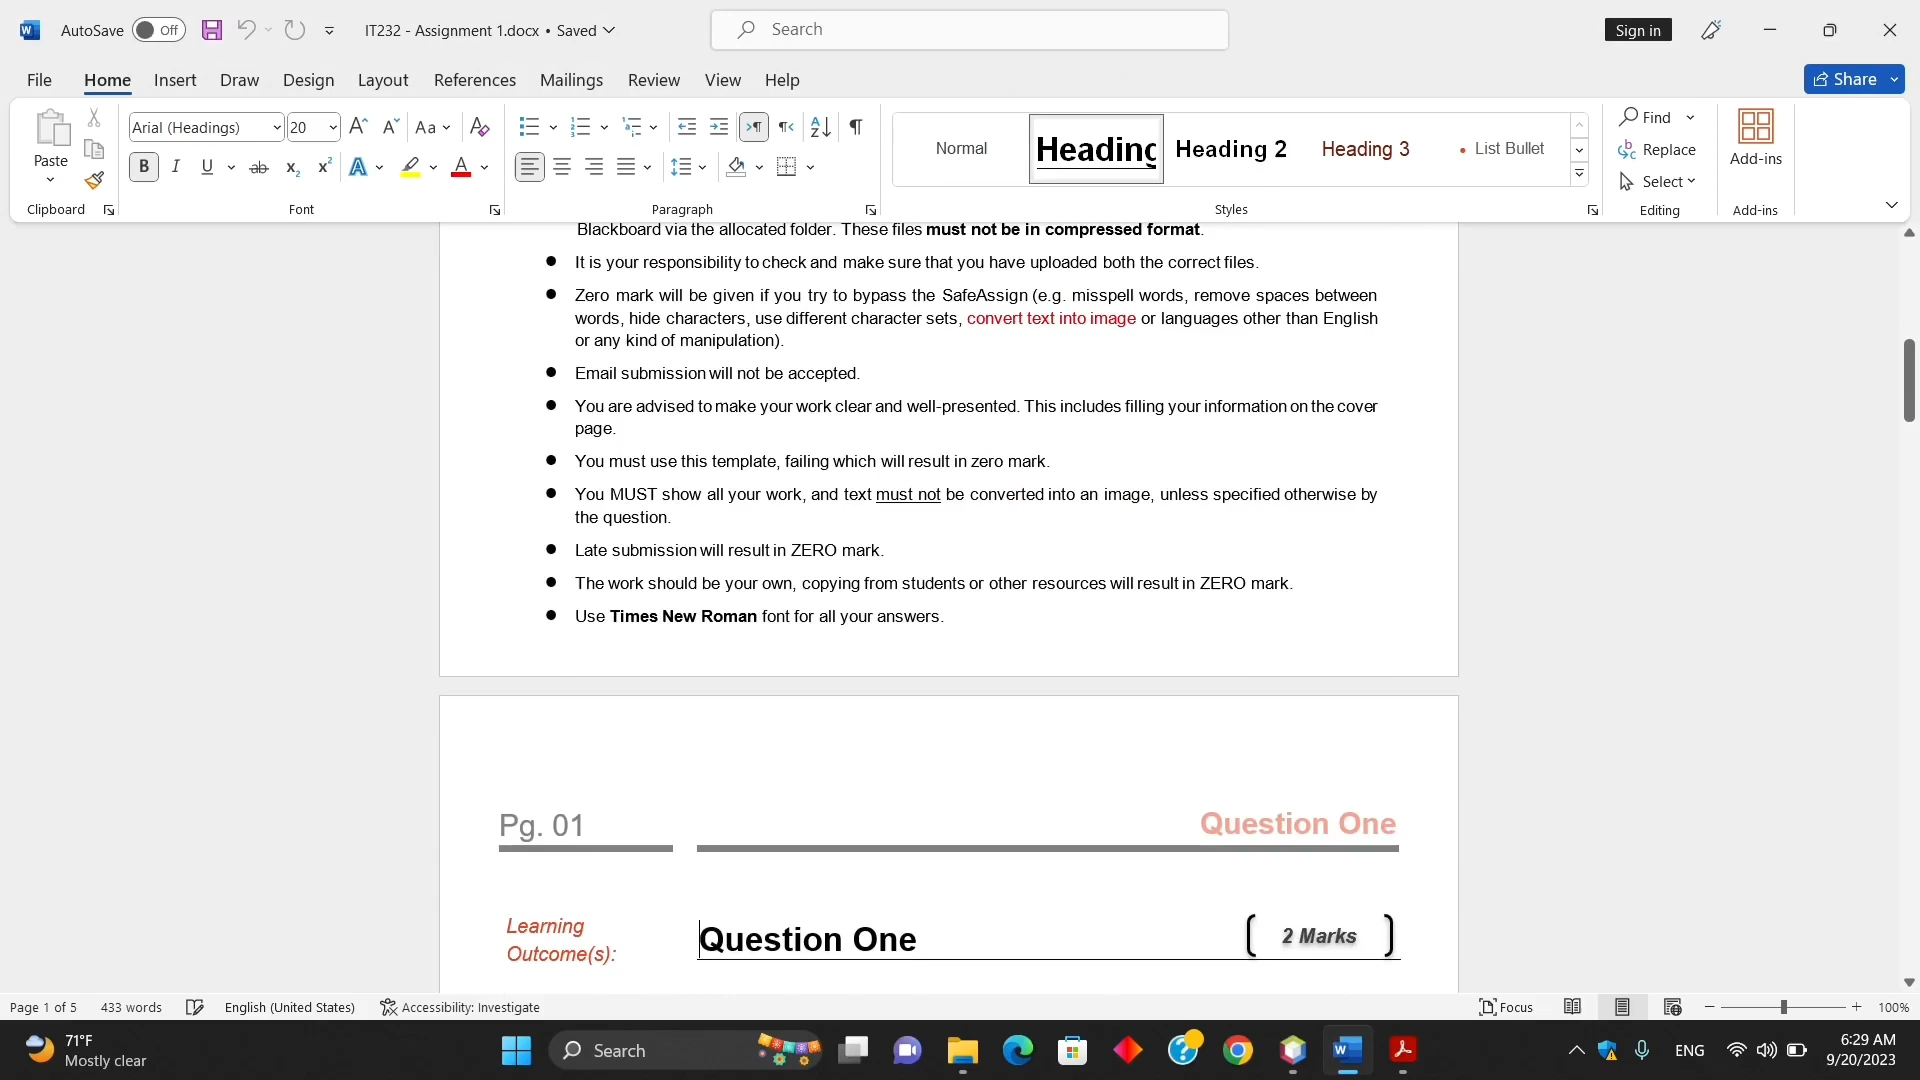 AutoSave Off IT232 - Assignment 1.docx • Saved Search Sign in
File Home Insert Draw Design Layout References Mailings Review View Help Share
Arial (Headings) 20 Aa
Paste
B I U ab x₂ x² A A
Clipboard Font Paragraph
Normal Heading Heading 2 Heading 3 • List Bullet
Styles
Find
Replace
Select
Editing
Add-ins
Add-ins
Blackboard via the allocated folder. These files must not be in compressed format.
● It is your responsibility to check and make sure that you have uploaded both the correct files.
● Zero mark will be given if you try to bypass the SafeAssign (e.g. misspell words, remove spaces between
words, hide characters, use different character sets, convert text into image or languages other than English
or any kind of manipulation).
● Email submission will not be accepted.
● You are advised to make your work clear and well-presented. This includes filling your information on the cover
page.
● You must use this template, failing which will result in zero mark.
● You MUST show all your work, and text must not be converted into an image, unless specified otherwise by
the question.
● Late submission will result in ZERO mark.
● The work should be your own, copying from students or other resources will result in ZERO mark.
● Use Times New Roman font for all your answers.
Pg. 01 Question One
Learning
Outcome(s):
Question One
2 Marks
Page 1 of 5 433 words English (United States) Accessibility: Investigate Focus 100%
71°F
Mostly clear
Search
ENG
6:29 AM
9/20/2023